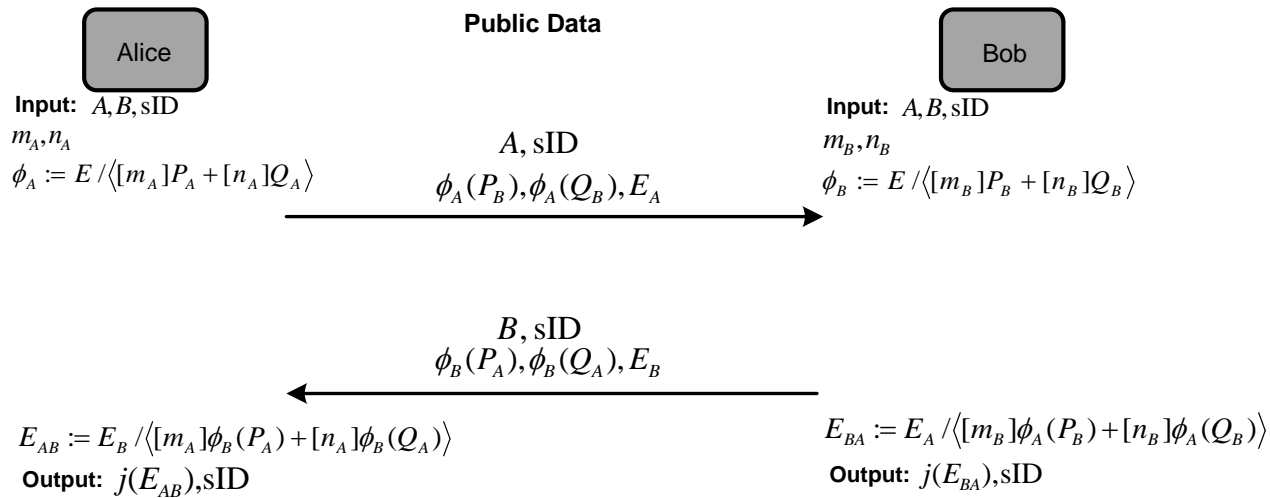 Public Data
Alice
Input: A, B, sID
m_A, n_A
ϕ_A := E /⟨[m_A]P_A + [n_A]Q_A⟩
Bob
Input: A, B, sID
m_B, n_B
ϕ_B := E /⟨[m_B]P_B + [n_B]Q_B⟩
A, sID
ϕ_A(P_B), ϕ_A(Q_B), E_A
B, sID
ϕ_B(P_A), ϕ_B(Q_A), E_B
E_AB := E_B /⟨[m_A]ϕ_B(P_A) + [n_A]ϕ_B(Q_A)⟩
Output: j(E_AB), sID
E_BA := E_A /⟨[m_B]ϕ_A(P_B) + [n_B]ϕ_A(Q_B)⟩
Output: j(E_BA), sID